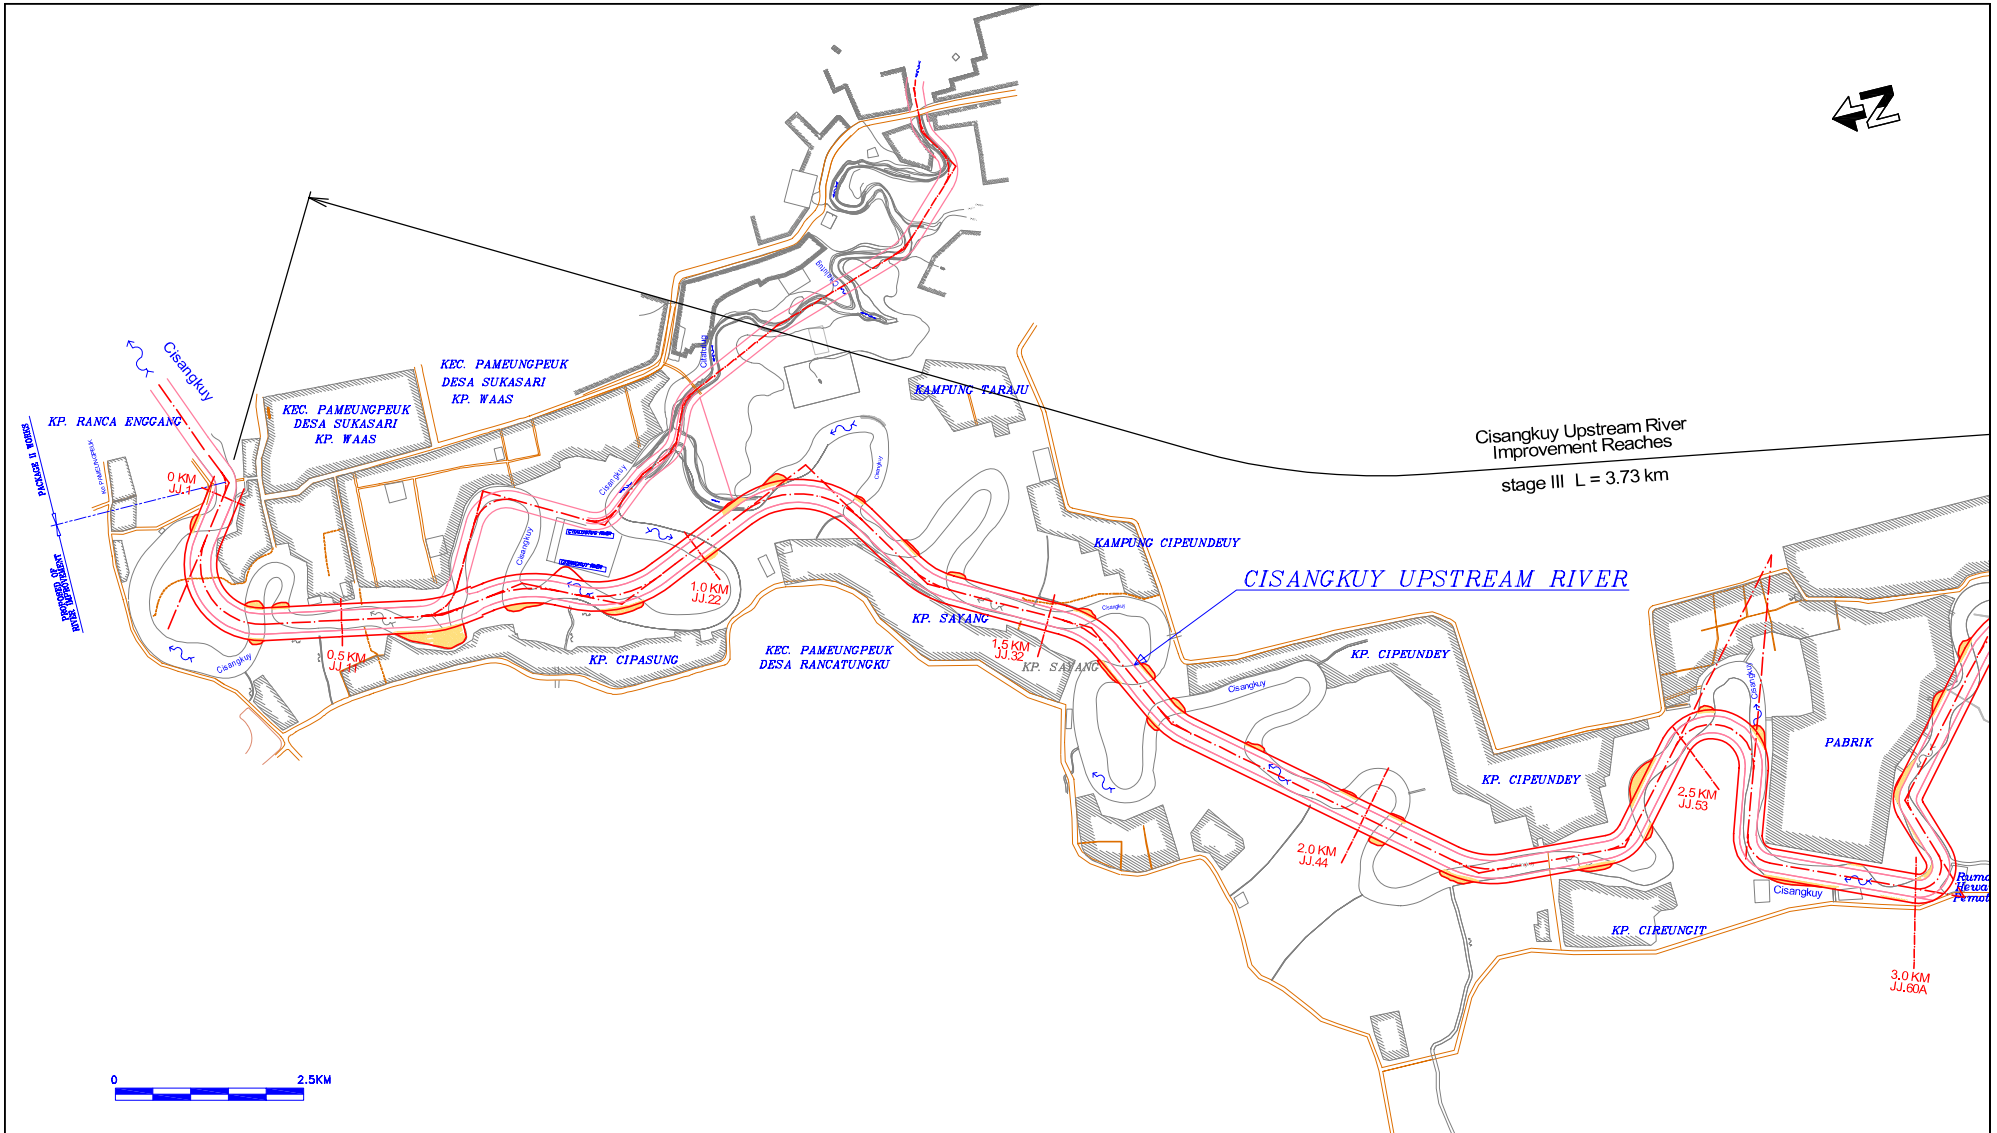 N
Cisangkuy
KP. RANCA ENGGANG
KEC. PAMEUNGPEUK
DESA SUKASARI
KP. WAAS
KEC. PAMEUNGPEUK
DESA SUKASARI
KP. WAAS
PACKAGE II WORKS
PROPOSED OF
RIVER IMPROVEMENT
0 KM
JJ.1
Cisangkuy
0.5 KM
JJ.11
Cisangkuy
Cisangkuy
KP. CIPASUNG
1.0 KM
JJ.22
Cisangkuy
KEC. PAMEUNGPEUK
DESA RANCATUNGKU
KAMPUNG TARAJU
KP. SAYANG
1.5 KM
JJ.32
KP. SAYANG
Cisangkuy
KAMPUNG CIPEUNDEUY
Cisangkuy Upstream River
Improvement Reaches
stage III L = 3.73 km
CISANGKUY UPSTREAM RIVER
Cisangkuy
KP. CIPEUNDEY
KP. CIPEUNDEY
2.0 KM
JJ.44
2.5 KM
JJ.53
Cisangkuy
PABRIK
Cisangkuy
KP. CIREUNGIT
3.0 KM
JJ.60A
0 2.5KM